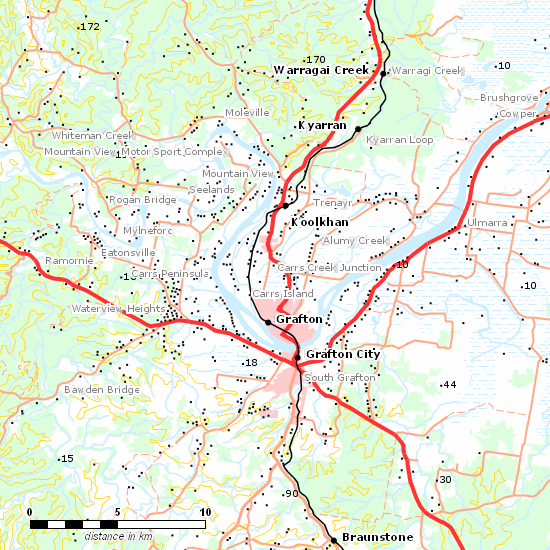 172
170
10
Warragai Creek
Warragi Creek
Brushgrove
Moleville
Cowper
Kyarran
Whiteman Creek
Kyarran Loop
Mountain View Motor Sport Complex
Mountain View
Seelands
Rogan Bridge
Trenayr
Koolkhan
Ulmarra
Mylneford
Alumy Creek
Eatonsville
Ramornie
Carrs Peninsula
Carrs Creek Junction
10
10
Carrs Island
Waterview Heights
Grafton
Grafton City
18
South Grafton
44
Bawden Bridge
15
30
90
0 5 10
distance in km
Braunstone